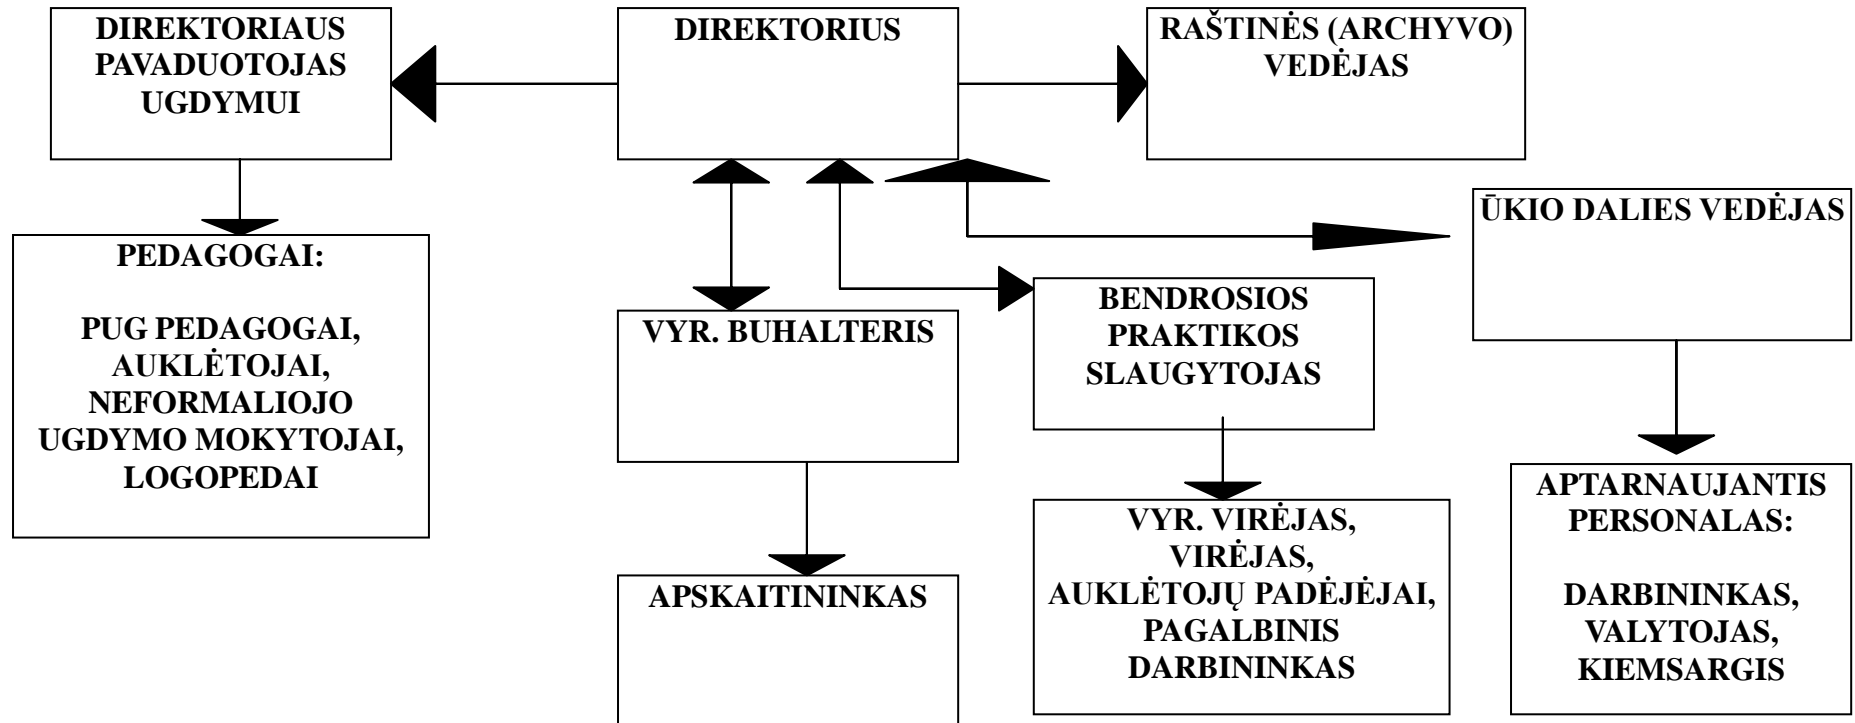 DIREKTORIAUS
PAVADUOTOJAS
UGDYMUI
DIREKTORIUS
RAŠTINĖS (ARCHYVO)
VEDĖJAS
ŪKIO DALIES VEDĖJAS
PEDAGOGAI:
PUG PEDAGOGAI,
AUKLĖTOJAI,
NEFORMALIOJO
UGDYMO MOKYTOJAI,
LOGOPEDAI
VYR. BUHALTERIS
BENDROSIOS
PRAKTIKOS
SLAUGYTOJAS
APSKAITININKAS
VYR. VIRĖJAS,
VIRĖJAS,
AUKLĖTOJŲ PADĖJĖJAI,
PAGALBINIS
DARBININKAS
APTARNAUJANTIS
PERSONALAS:
DARBININKAS,
VALYTOJAS,
KIEMSARGIS